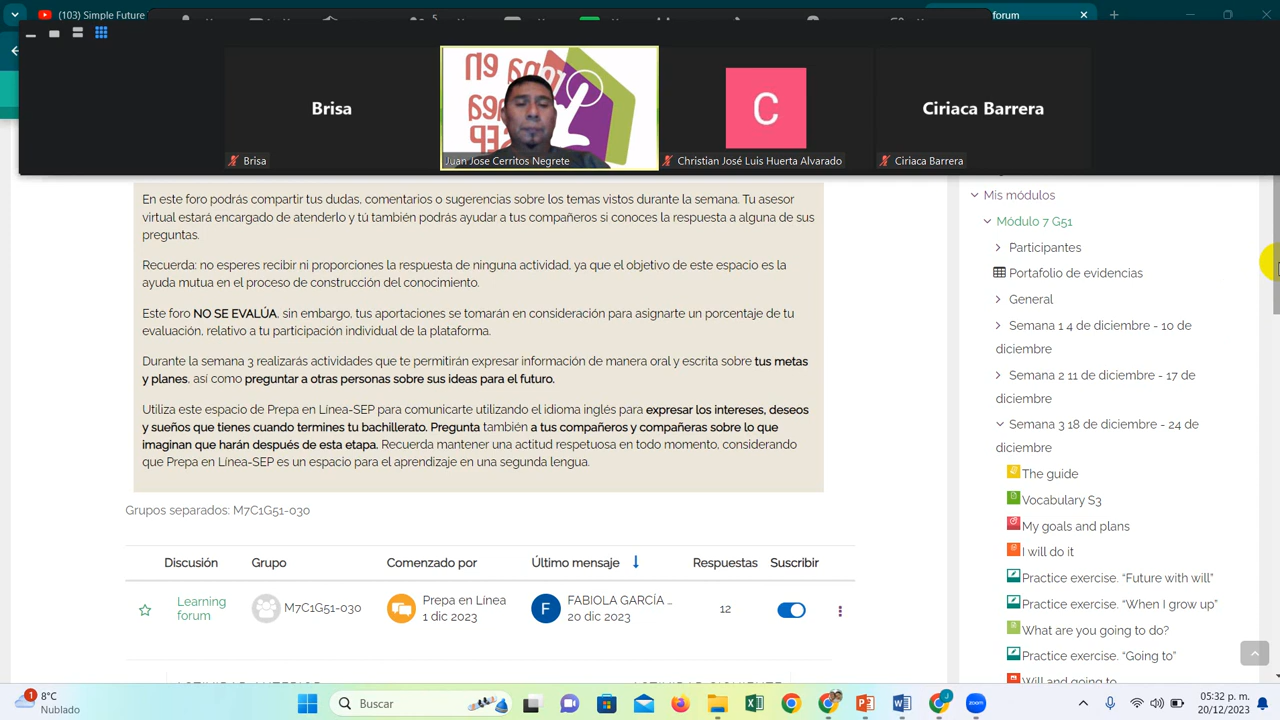 (103) Simple Future
forum
Brisa
C
Ciriaca Barrera
Brisa
Juan Jose Cerritos Negrete
Christian José Luis Huerta Alvarado
Ciriaca Barrera
En este foro podrás compartir tus dudas, comentarios o sugerencias sobre los temas vistos durante la semana. Tu asesor
virtual estará encargado de atenderlo y tú también podrás ayudar a tus compañeros si conoces la respuesta a alguna de sus
preguntas.
Recuerda: no esperes recibir ni proporciones la respuesta de ninguna actividad, ya que el objetivo de este espacio es la
ayuda mutua en el proceso de construcción del conocimiento.
Este foro NO SE EVALÚA, sin embargo, tus aportaciones se tomarán en consideración para asignarte un porcentaje de tu
evaluación, relativo a tu participación individual de la plataforma.
Durante la semana 3 realizarás actividades que te permitirán expresar información de manera oral y escrita sobre tus metas
y planes, así como preguntar a otras personas sobre sus ideas para el futuro.
Utiliza este espacio de Prepa en Línea-SEP para comunicarte utilizando el idioma inglés para expresar los intereses, deseos
y sueños que tienes cuando termines tu bachillerato. Pregunta también a tus compañeros y compañeras sobre lo que
imaginan que harán después de esta etapa. Recuerda mantener una actitud respetuosa en todo momento, considerando
que Prepa en Línea-SEP es un espacio para el aprendizaje en una segunda lengua.
Grupos separados: M7C1G51-030
Discusión Grupo Comenzado por Último mensaje Respuestas Suscribir
Learning
forum
M7C1G51-030
Prepa en Línea
1 dic 2023
F
FABIOLA GARCÍA ...
20 dic 2023
12
Mis módulos
Módulo 7 G51
Participantes
Portafolio de evidencias
General
Semana 1 4 de diciembre - 10 de
diciembre
Semana 2 11 de diciembre - 17 de
diciembre
Semana 3 18 de diciembre - 24 de
diciembre
The guide
Vocabulary S3
My goals and plans
I will do it
Practice exercise. “Future with will”
Practice exercise. “When I grow up”
What are you going to do?
Practice exercise. “Going to”
Will and going to
1
8°C
Nublado
Buscar
05:32 p. m.
20/12/2023